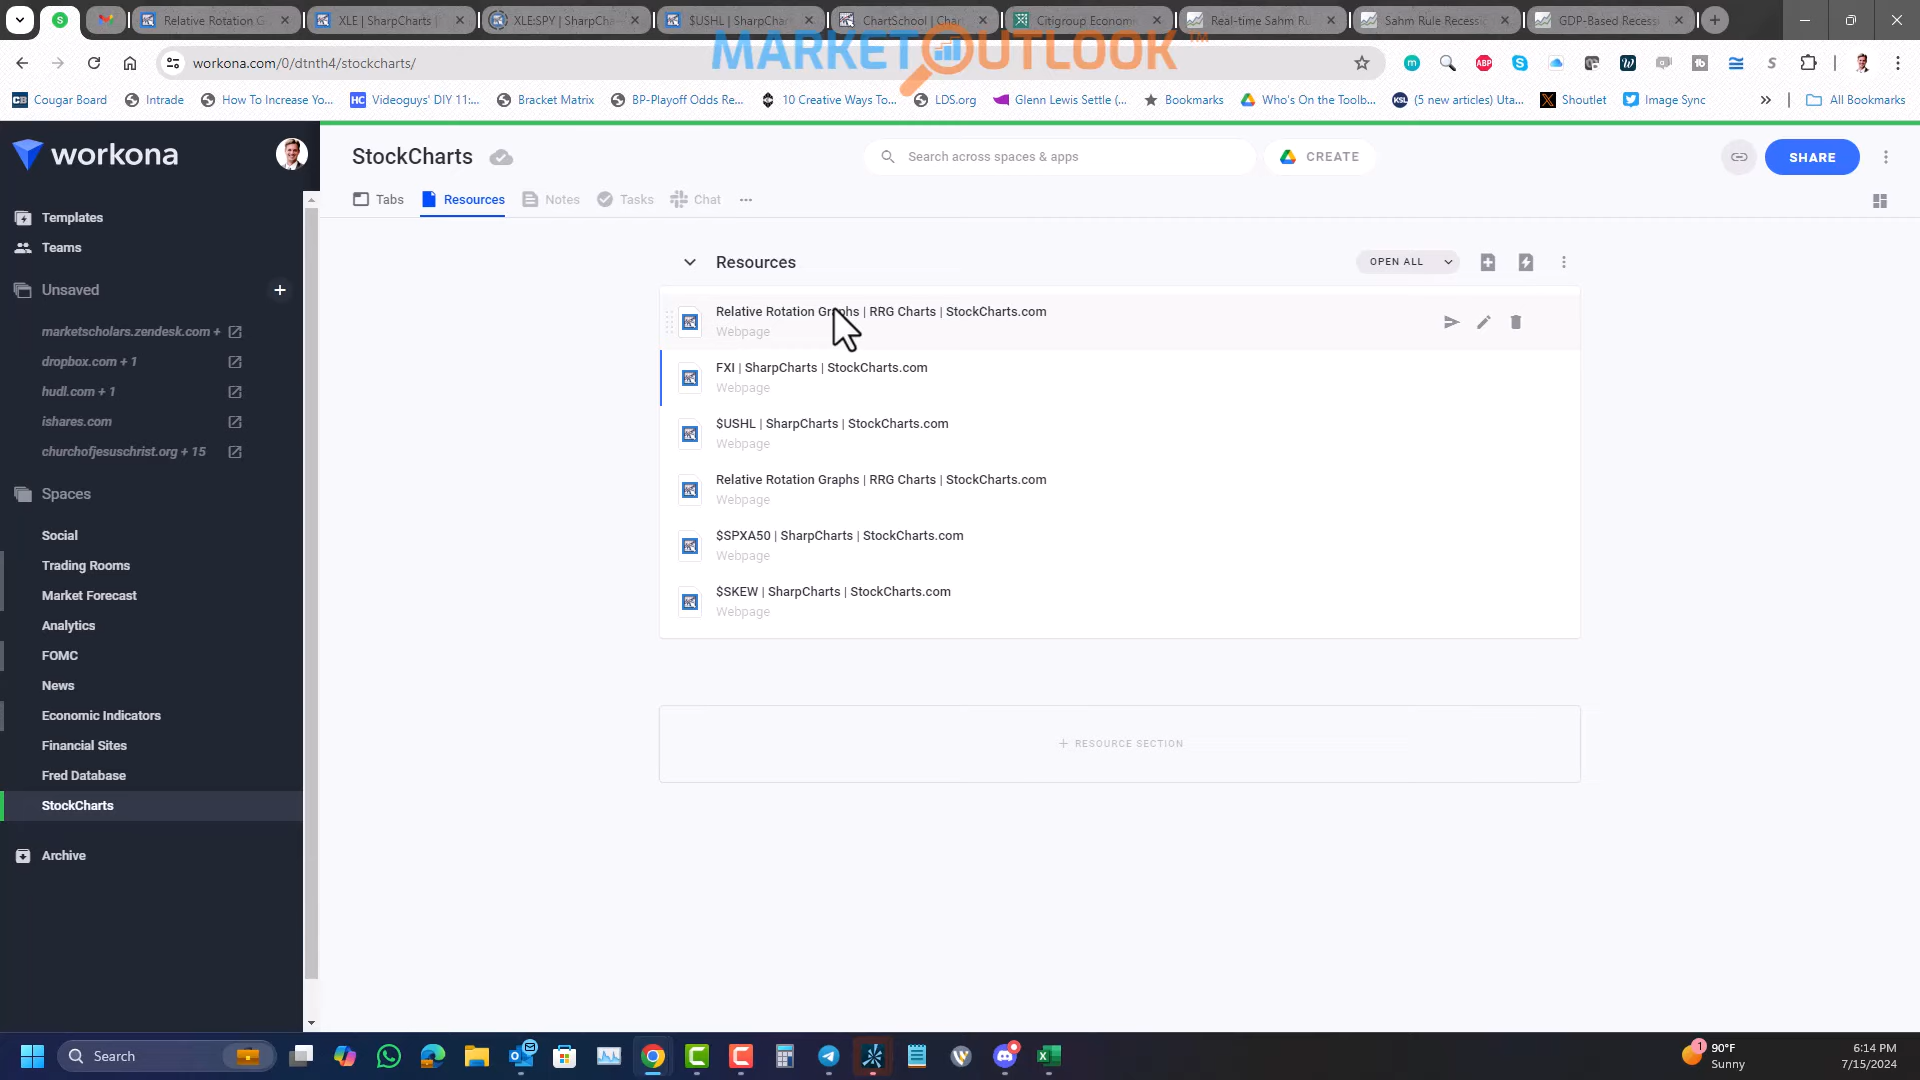 Relative Rotation G
XLE | SharpCharts |
XLE:SPY | SharpCha
$USHL | SharpChar
ChartSchool | Char
Citigroup Econom
Real-time Sahm Ru
Sahm Rule Recessi
GDP-Based Recessi
MARKET OUTLOOK™
workona.com/0/dtnth4/stockcharts/
Cougar Board
Intrade
How To Increase Yo...
Videoguys' DIY 11:...
Bracket Matrix
BP-Playoff Odds Re...
10 Creative Ways To...
LDS.org
Glenn Lewis Settle (...
Bookmarks
Who's On the Toolb...
(5 new articles) Uta...
Shoutlet
Image Sync
All Bookmarks
workona
StockCharts
Search across spaces & apps
CREATE
SHARE
Tabs
Resources
Notes
Tasks
Chat
Templates
Teams
Unsaved
marketscholars.zendesk.com +
dropbox.com + 1
hudl.com + 1
ishares.com
churchofjesuschrist.org + 15
Spaces
Social
Trading Rooms
Market Forecast
Analytics
FOMC
News
Economic Indicators
Financial Sites
Fred Database
StockCharts
Archive
Resources
OPEN ALL
Relative Rotation Graphs | RRG Charts | StockCharts.com
Webpage
FXI | SharpCharts | StockCharts.com
Webpage
$USHL | SharpCharts | StockCharts.com
Webpage
Relative Rotation Graphs | RRG Charts | StockCharts.com
Webpage
$SPXA50 | SharpCharts | StockCharts.com
Webpage
$SKEW | SharpCharts | StockCharts.com
Webpage
+ RESOURCE SECTION
Search
1
90°F
Sunny
6:14 PM
7/15/2024